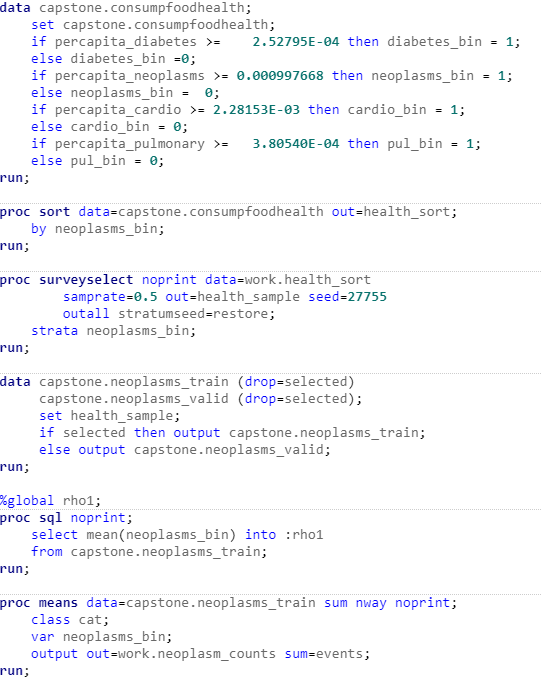 data capstone.consumpfoodhealth;
    set capstone.consumpfoodhealth;
    if percapita_diabetes >=    2.52795E-04 then diabetes_bin = 1;
    else diabetes_bin =0;
    if percapita_neoplasms >= 0.000997668 then neoplasms_bin = 1;
    else neoplasms_bin =  0;
    if percapita_cardio >= 2.28153E-03 then cardio_bin = 1;
    else cardio_bin = 0;
    if percapita_pulmonary >=   3.80540E-04 then pul_bin = 1;
    else pul_bin = 0;
run;
proc sort data=capstone.consumpfoodhealth out=health_sort;
    by neoplasms_bin;
run;
proc surveyselect noprint data=work.health_sort
        samprate=0.5 out=health_sample seed=27755
        outall stratumseed=restore;
    strata neoplasms_bin;
run;
data capstone.neoplasms_train (drop=selected)
     capstone.neoplasms_valid (drop=selected);
     set health_sample;
     if selected then output capstone.neoplasms_train;
     else output capstone.neoplasms_valid;
run;
%global rho1;
proc sql noprint;
    select mean(neoplasms_bin) into :rho1
    from capstone.neoplasms_train;
run;
proc means data=capstone.neoplasms_train sum nway noprint;
    class cat;
    var neoplasms_bin;
    output out=work.neoplasm_counts sum=events;
run;